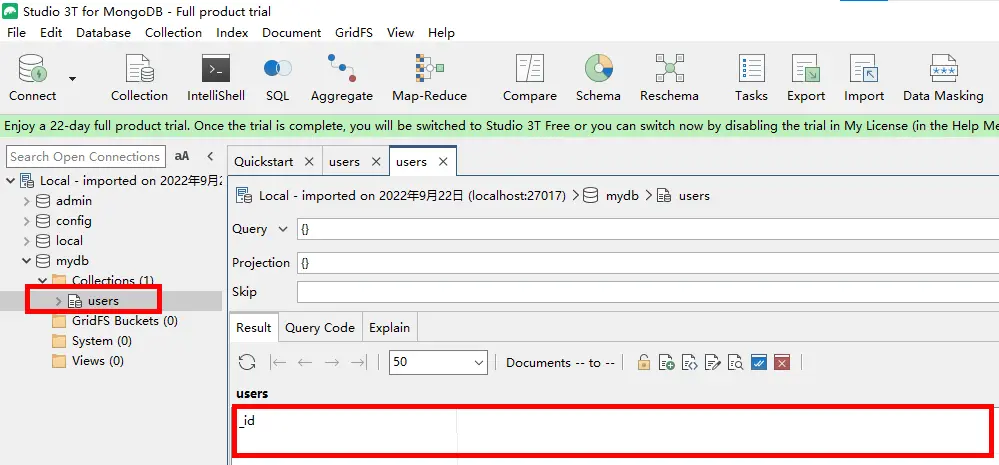 Studio 3T for MongoDB - Full product trial
File Edit Database Collection Index Document GridFS View Help
Connect Collection IntelliShell SQL Aggregate Map-Reduce Compare Schema Reschema Tasks Export Import Data Masking
Enjoy a 22-day full product trial. Once the trial is complete, you will be switched to Studio 3T Free or you can switch now by disabling the trial in My License (in the Help Me
Search Open Connections aA
Quickstart users users
Local - imported on 2022年9月2
admin
config
local
mydb
Collections (1)
users
GridFS Buckets (0)
System (0)
Views (0)
Local - imported on 2022年9月22日 (localhost:27017) mydb users
Query {}
Projection {}
Skip
Result Query Code Explain
50 Documents -- to --
users
_id